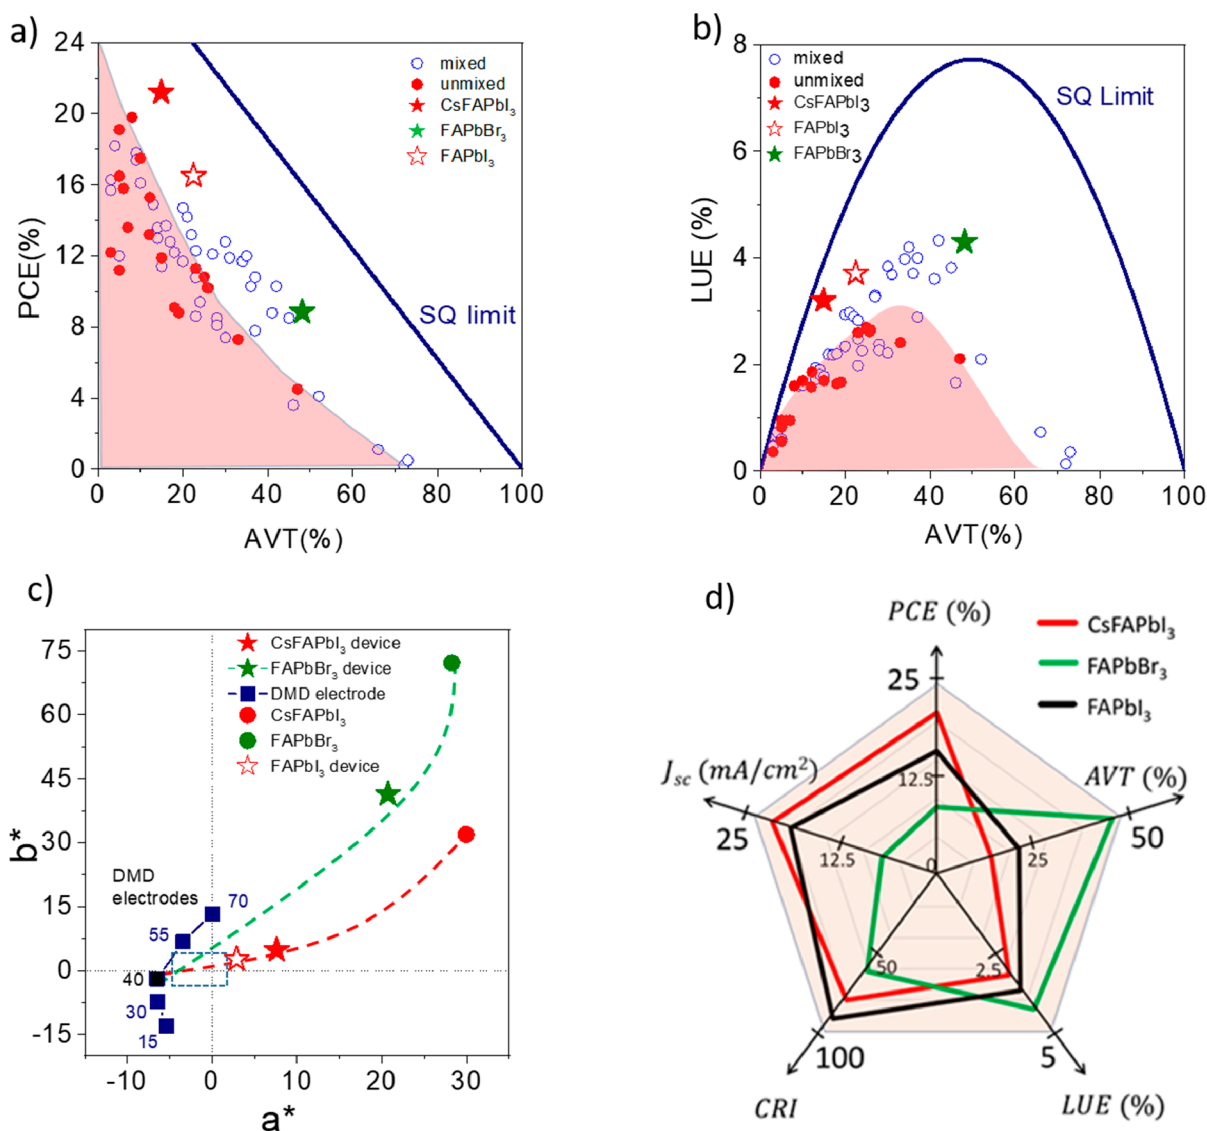 a)
24
20
16
12
8
4
0
PCE(%)
mixed
unmixed
CsFAPbI3
FAPbBr3
FAPbI3
SQ limit
0
20
40
60
80
100
AVT(%)
b)
8
6
4
2
0
LUE (%)
mixed
unmixed
CsFAPbI3
FAPbI3
FAPbBr3
SQ Limit
0
20
40
60
80
100
AVT(%)
c)
75
60
45
30
15
0
-15
b*
CsFAPbI3 device
FAPbBr3 device
DMD electrode
CsFAPbI3
FAPbBr3
FAPbI3 device
DMD
electrodes
70
55
40
30
15
-10
0
10
20
30
a*
d)
PCE (%)
CsFAPbI3
FAPbBr3
FAPbI3
25
Jsc (mA/cm²)
AVT (%)
12.5
25
12.5
0
25
50
50
2.5
100
5
CRI
LUE (%)